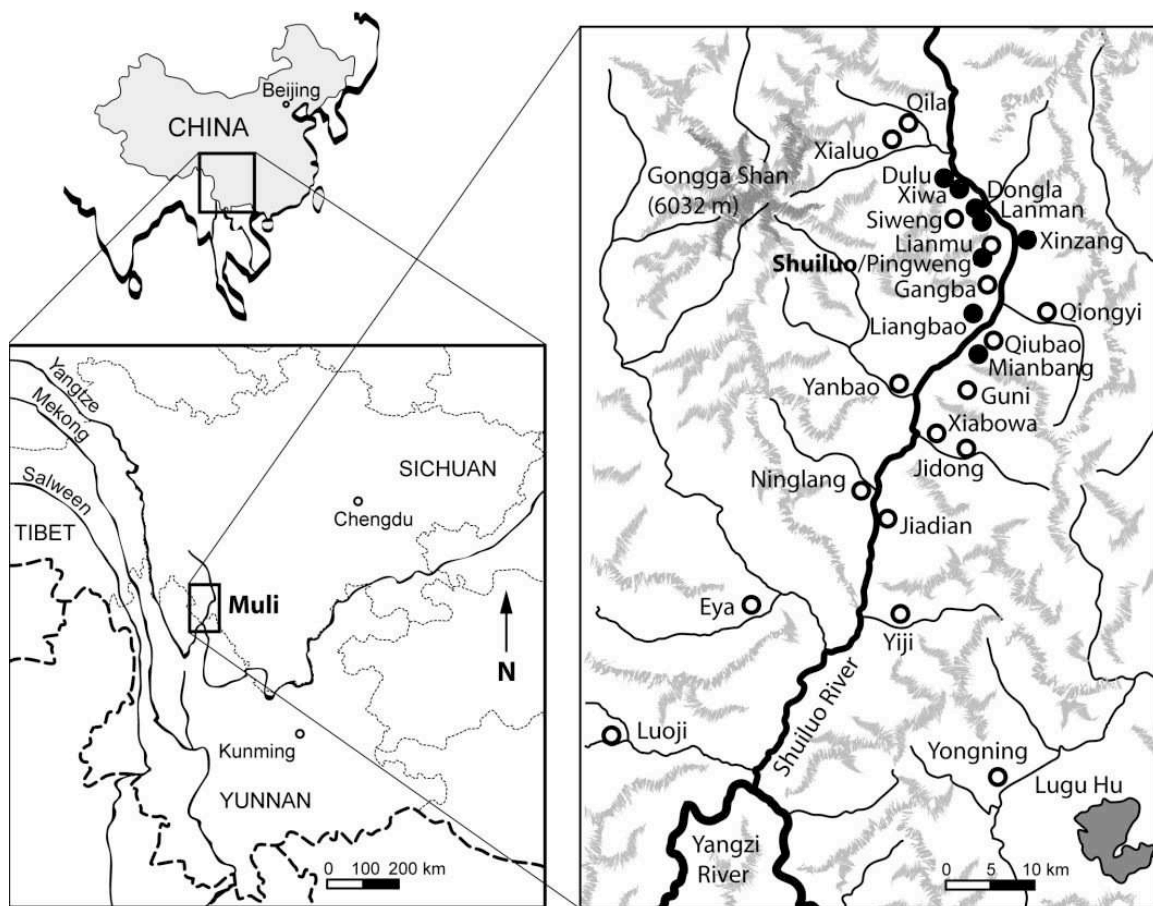 Beijing
CHINA
Yangtze
Mekong
Salween
TIBET
SICHUAN
Chengdu
Muli
N
Kunming
YUNNAN
0 100 200 km
Qila
Xialuo
Gongga Shan
(6032 m)
Dulu
Xiwa
Dongla
Lanman
Siweng
Lianmu
Xinzang
Shuiluo/Pingweng
Gangba
Liangbao
Qiongyi
Qiubao
Mianbang
Yanbao
Guni
Xiabowa
Jidong
Ninglang
Jiadian
Eya
Yiji
Shuiluo River
Luoji
Yongning
Lugu Hu
Yangzi
River
0 5 10 km